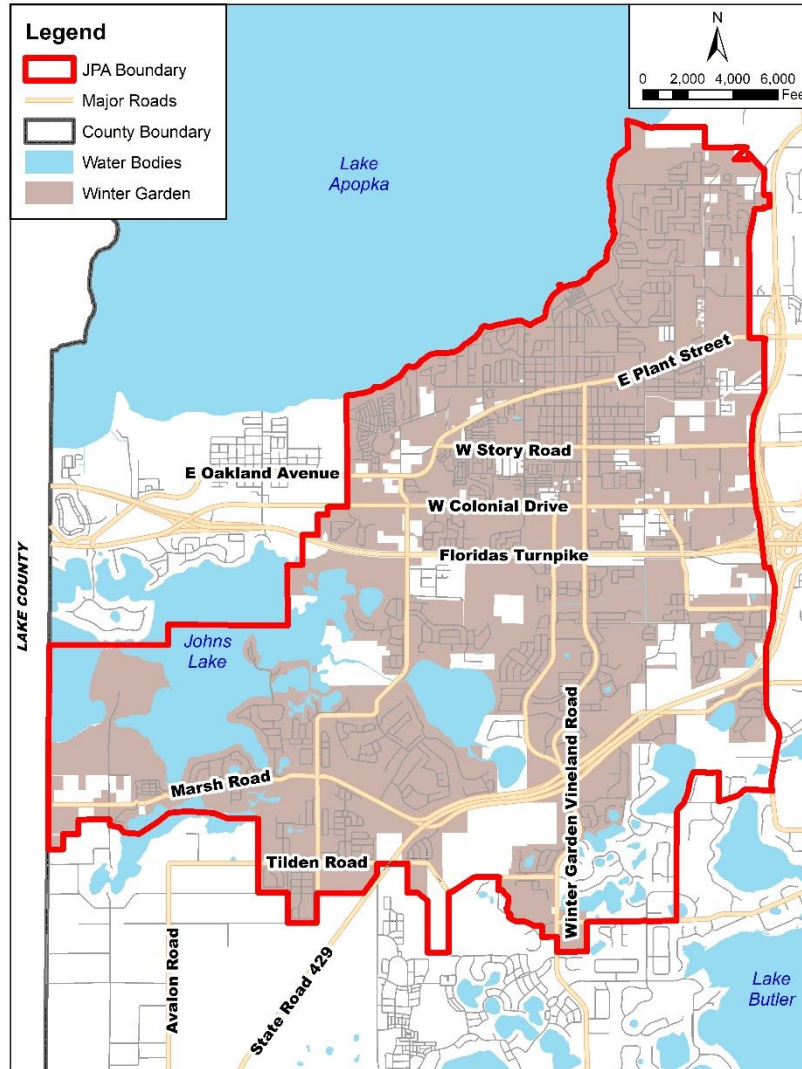 Legend
JPA Boundary
Major Roads
County Boundary
Water Bodies
Winter Garden
N
0 2,000 4,000 6,000
Fee
Lake
Apopka
E Plant Street
W Story Road
E Oakland Avenue
W Colonial Drive
Floridas Turnpike
LAKE COUNTY
Johns
Lake
Marsh Road
Winter Garden Vineland Road
Tilden Road
Avalon Road
State Road 429
Lake
Butler